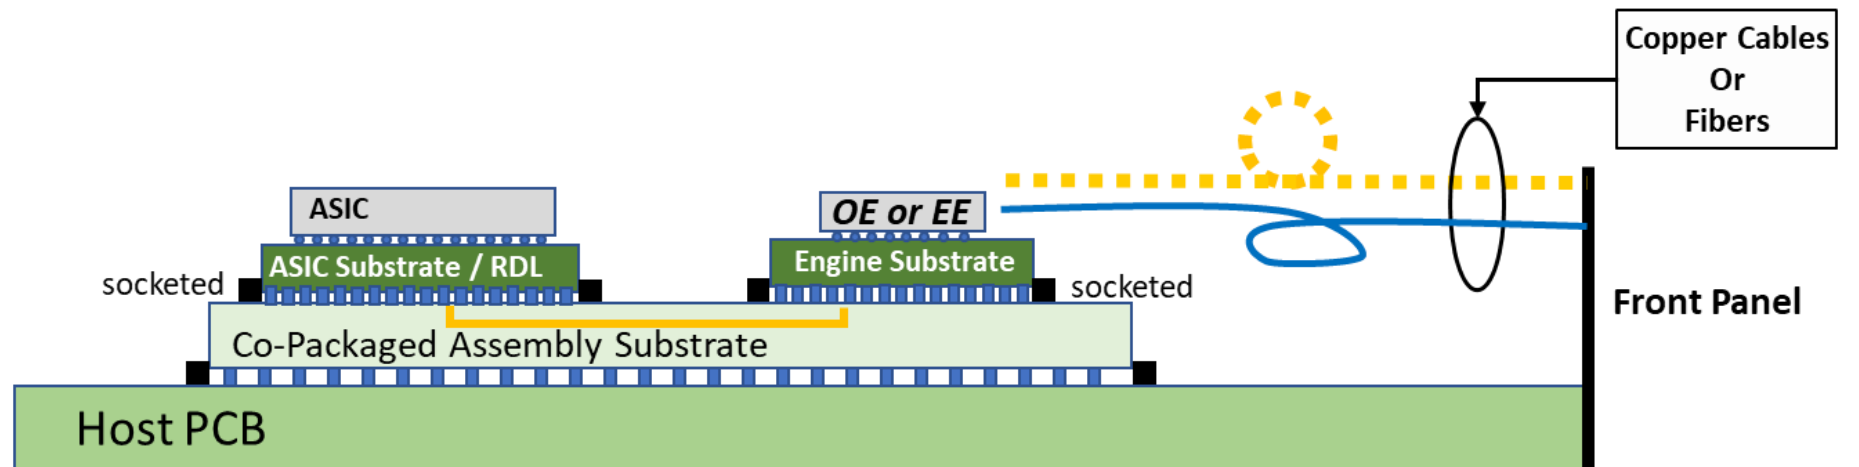 Copper Cables
Or
Fibers
ASIC
OE or EE
ASIC Substrate / RDL
Engine Substrate
socketed
socketed
Front Panel
Co-Packaged Assembly Substrate
Host PCB